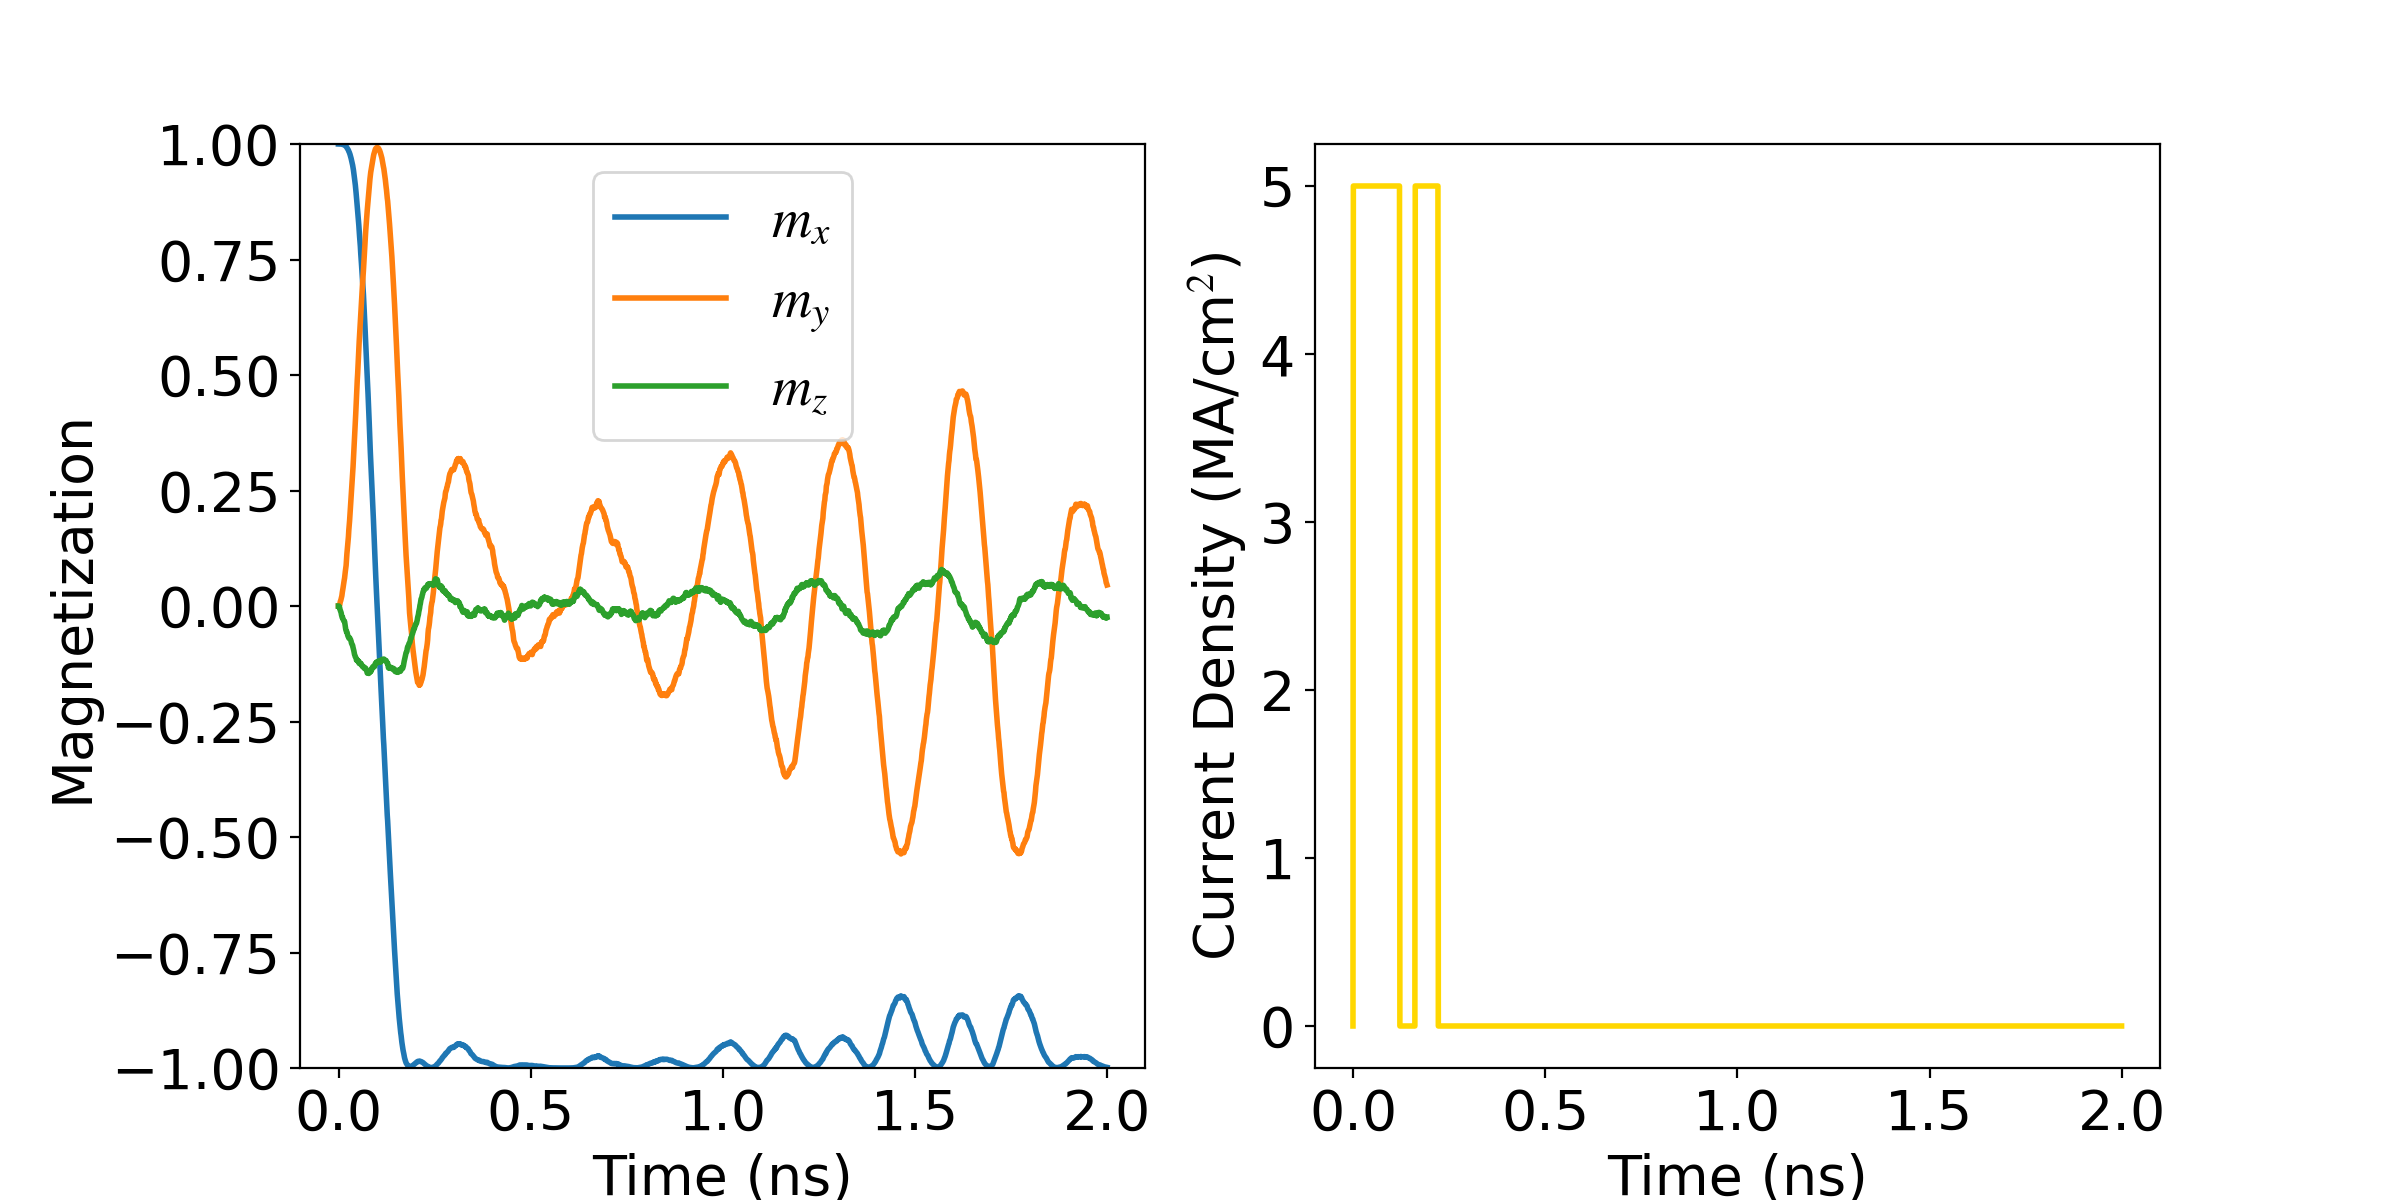 1.00
0.75
0.50
0.25
0.00
−0.25
−0.50
−0.75
−1.00
Magnetization
0.0 0.5 1.0 1.5 2.0
Time (ns)
m_x
m_y
m_z
5
4
3
2
1
0
Current Density (MA/cm²)
0.0 0.5 1.0 1.5 2.0
Time (ns)